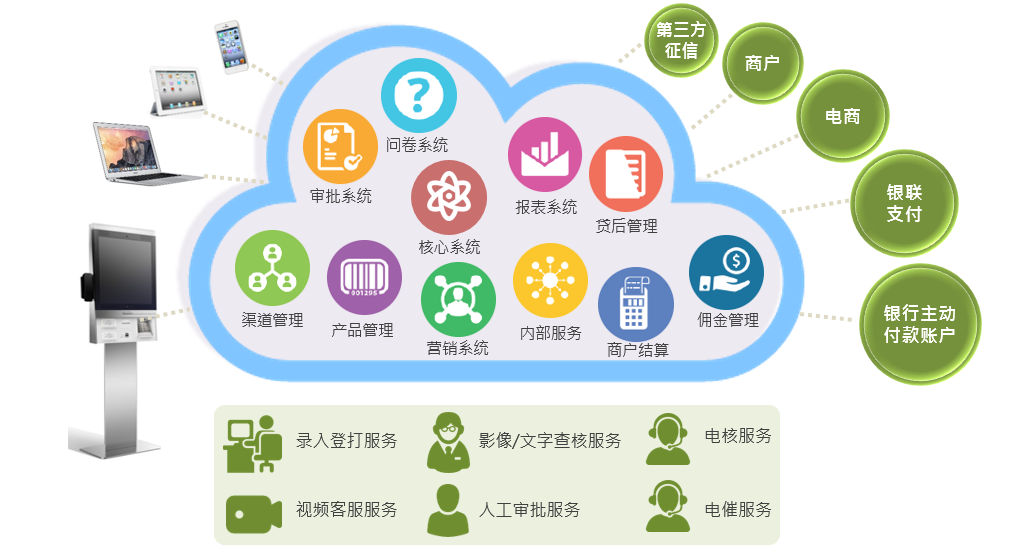 第三方
征信
商户
电商
银联
支付
银行主动
付款账户
问卷系统
审批系统
核心系统
报表系统
贷后管理
渠道管理
产品管理
001295
营销系统
内部服务
商户结算
$
佣金管理
录入登打服务
影像/文字查核服务
电核服务
视频客服服务
人工审批服务
电催服务